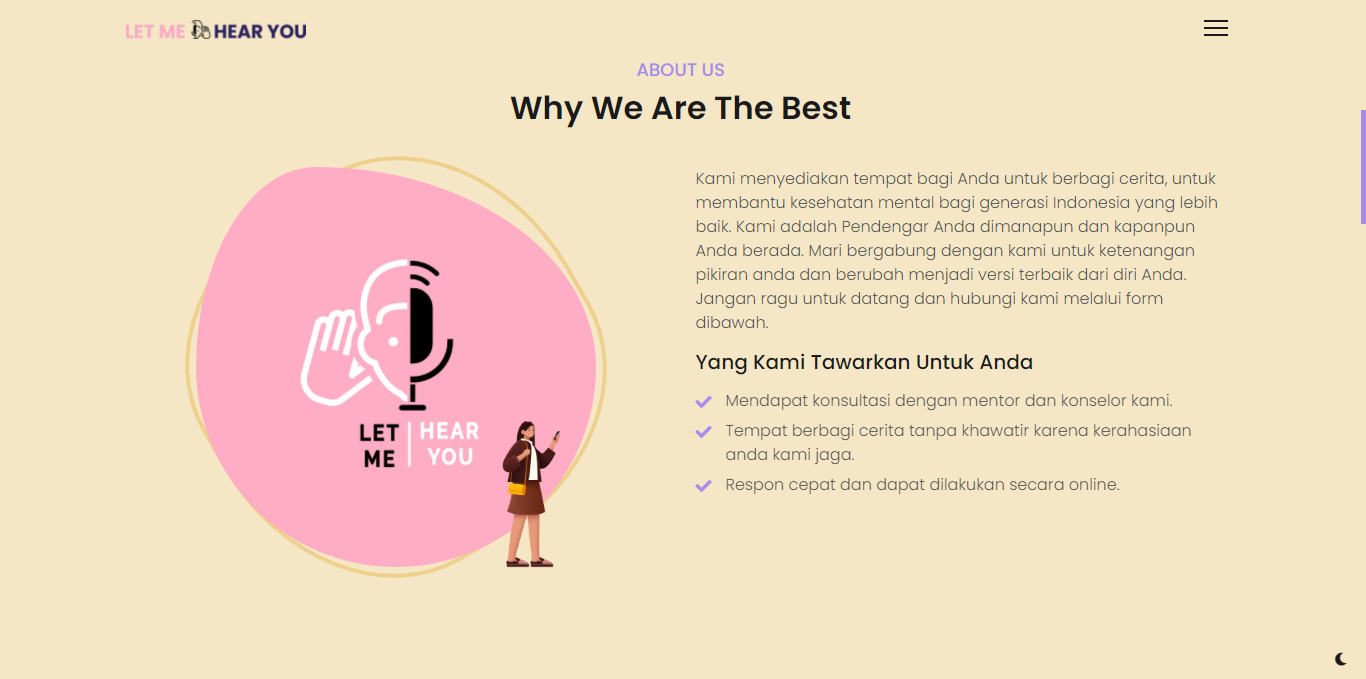 LET ME HEAR YOU
ABOUT US
Why We Are The Best
LET HEAR
ME YOU
Kami menyediakan tempat bagi Anda untuk berbagi cerita, untuk
membantu kesehatan mental bagi generasi Indonesia yang lebih
baik. Kami adalah Pendengar Anda dimanapun dan kapanpun
Anda berada. Mari bergabung dengan kami untuk ketenangan
pikiran anda dan berubah menjadi versi terbaik dari diri Anda.
Jangan ragu untuk datang dan hubungi kami melalui form
dibawah.
Yang Kami Tawarkan Untuk Anda
Mendapat konsultasi dengan mentor dan konselor kami.
Tempat berbagi cerita tanpa khawatir karena kerahasiaan
anda kami jaga.
Respon cepat dan dapat dilakukan secara online.